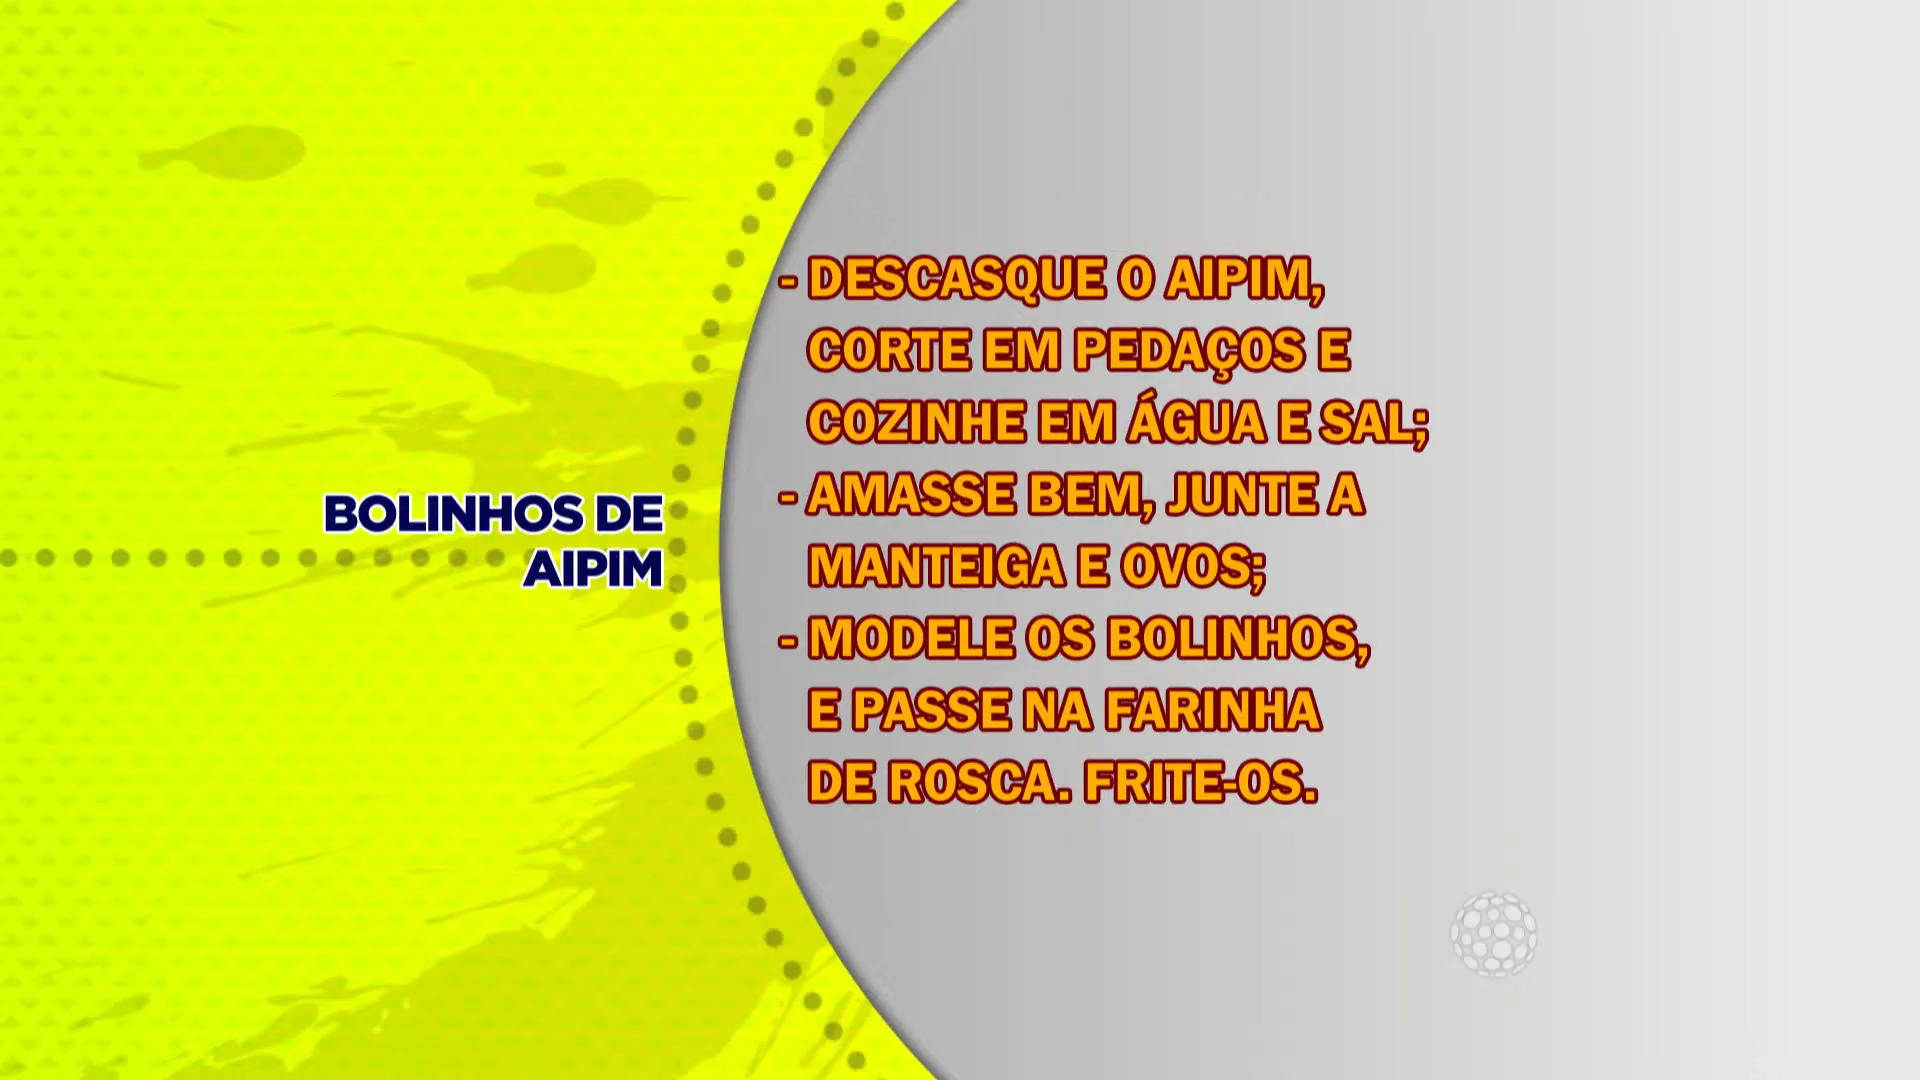 BOLINHOS DE
AIPIM
- DESCASQUE O AIPIM,
CORTE EM PEDAÇOS E
COZINHE EM ÁGUA E SAL;
- AMASSE BEM, JUNTE A
MANTEIGA E OVOS;
- MODELE OS BOLINHOS,
E PASSE NA FARINHA
DE ROSCA. FRITE-OS.